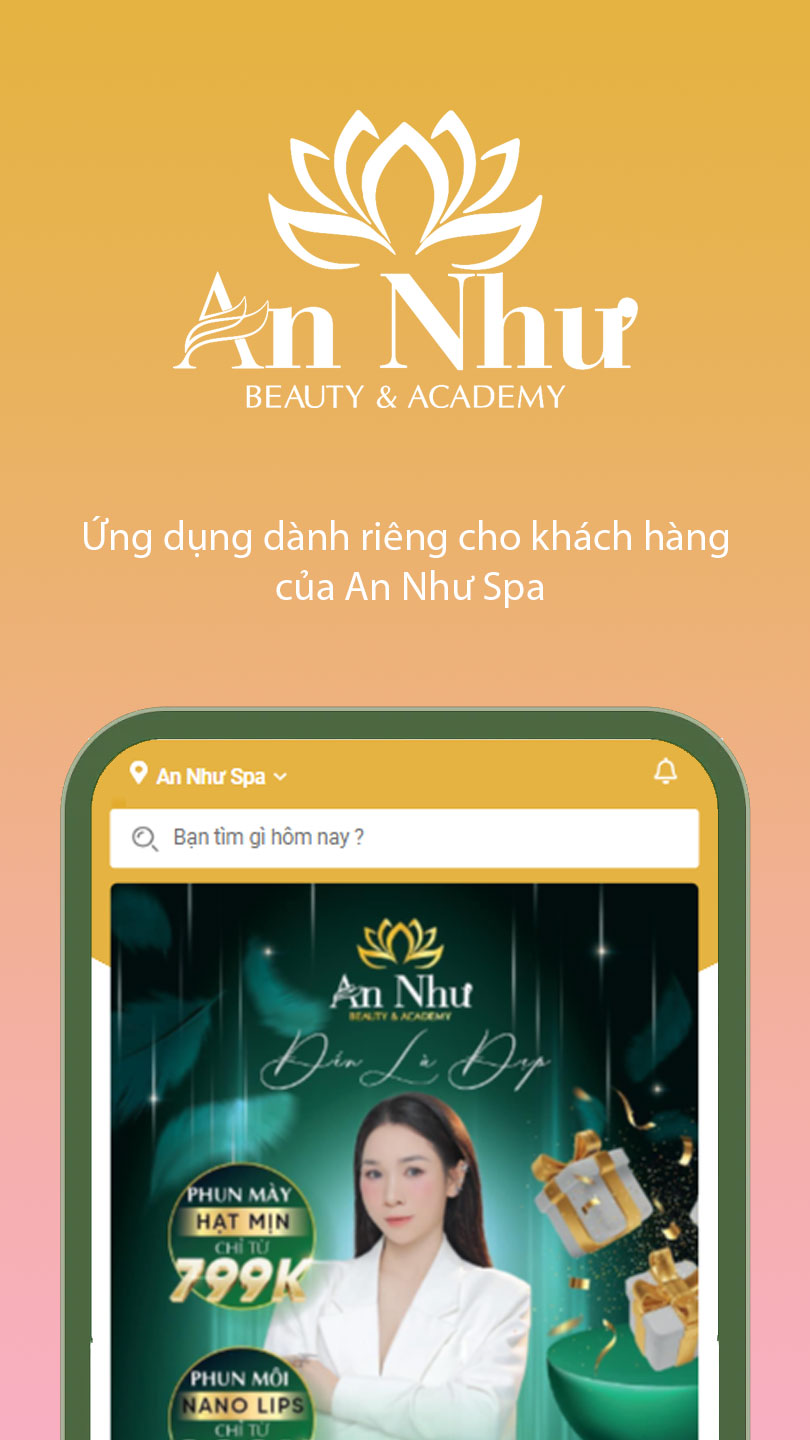 An Như
BEAUTY & ACADEMY
Ứng dụng dành riêng cho khách hàng
của An Như Spa
An Như Spa
Bạn tìm gì hôm nay ?
An Như
BEAUTY & ACADEMY
Đến Là Đẹp
PHUN MÀY
HẠT MỊN
CHỈ TỪ
799K
PHUN MÔI
NANO LIPS
CHỈ TỪ